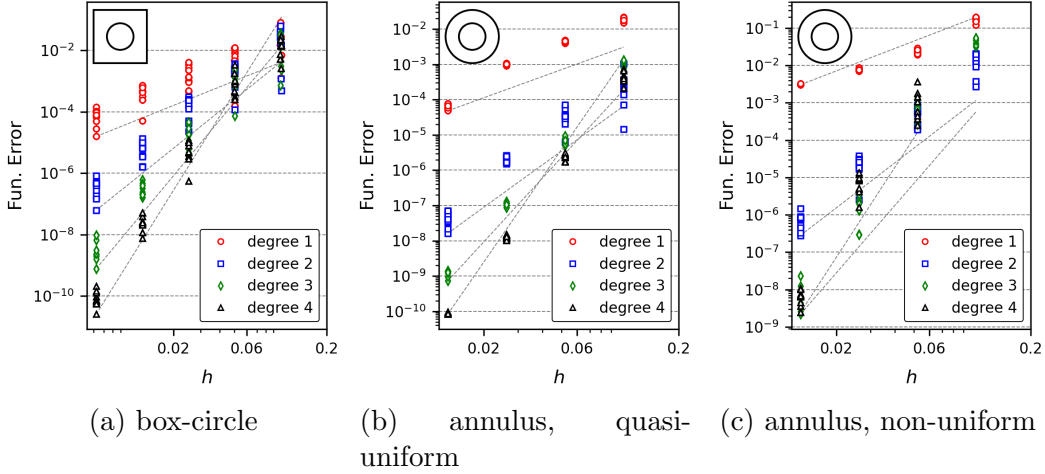 Fun. Error
10⁻²
10⁻⁴
10⁻⁶
10⁻⁸
10⁻¹⁰
degree 1
degree 2
degree 3
degree 4
0.02
0.06
0.2
h
(a) box-circle
Fun. Error
10⁻¹
10⁻²
10⁻³
10⁻⁴
10⁻⁵
10⁻⁶
10⁻⁷
10⁻⁸
10⁻⁹
10⁻¹⁰
degree 1
degree 2
degree 3
degree 4
0.02
0.06
0.2
h
(b) annulus, quasi-
uniform
Fun. Error
10⁻¹
10⁻²
10⁻³
10⁻⁴
10⁻⁵
10⁻⁶
10⁻⁷
10⁻⁸
10⁻⁹
degree 1
degree 2
degree 3
degree 4
0.02
0.06
0.2
h
(c) annulus, non-uniform